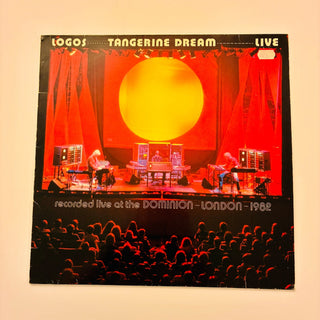 LOGOS ........ TANGERINE DREAM ............ LIVE
recorded live at the DOMINION – LONDON – 1982